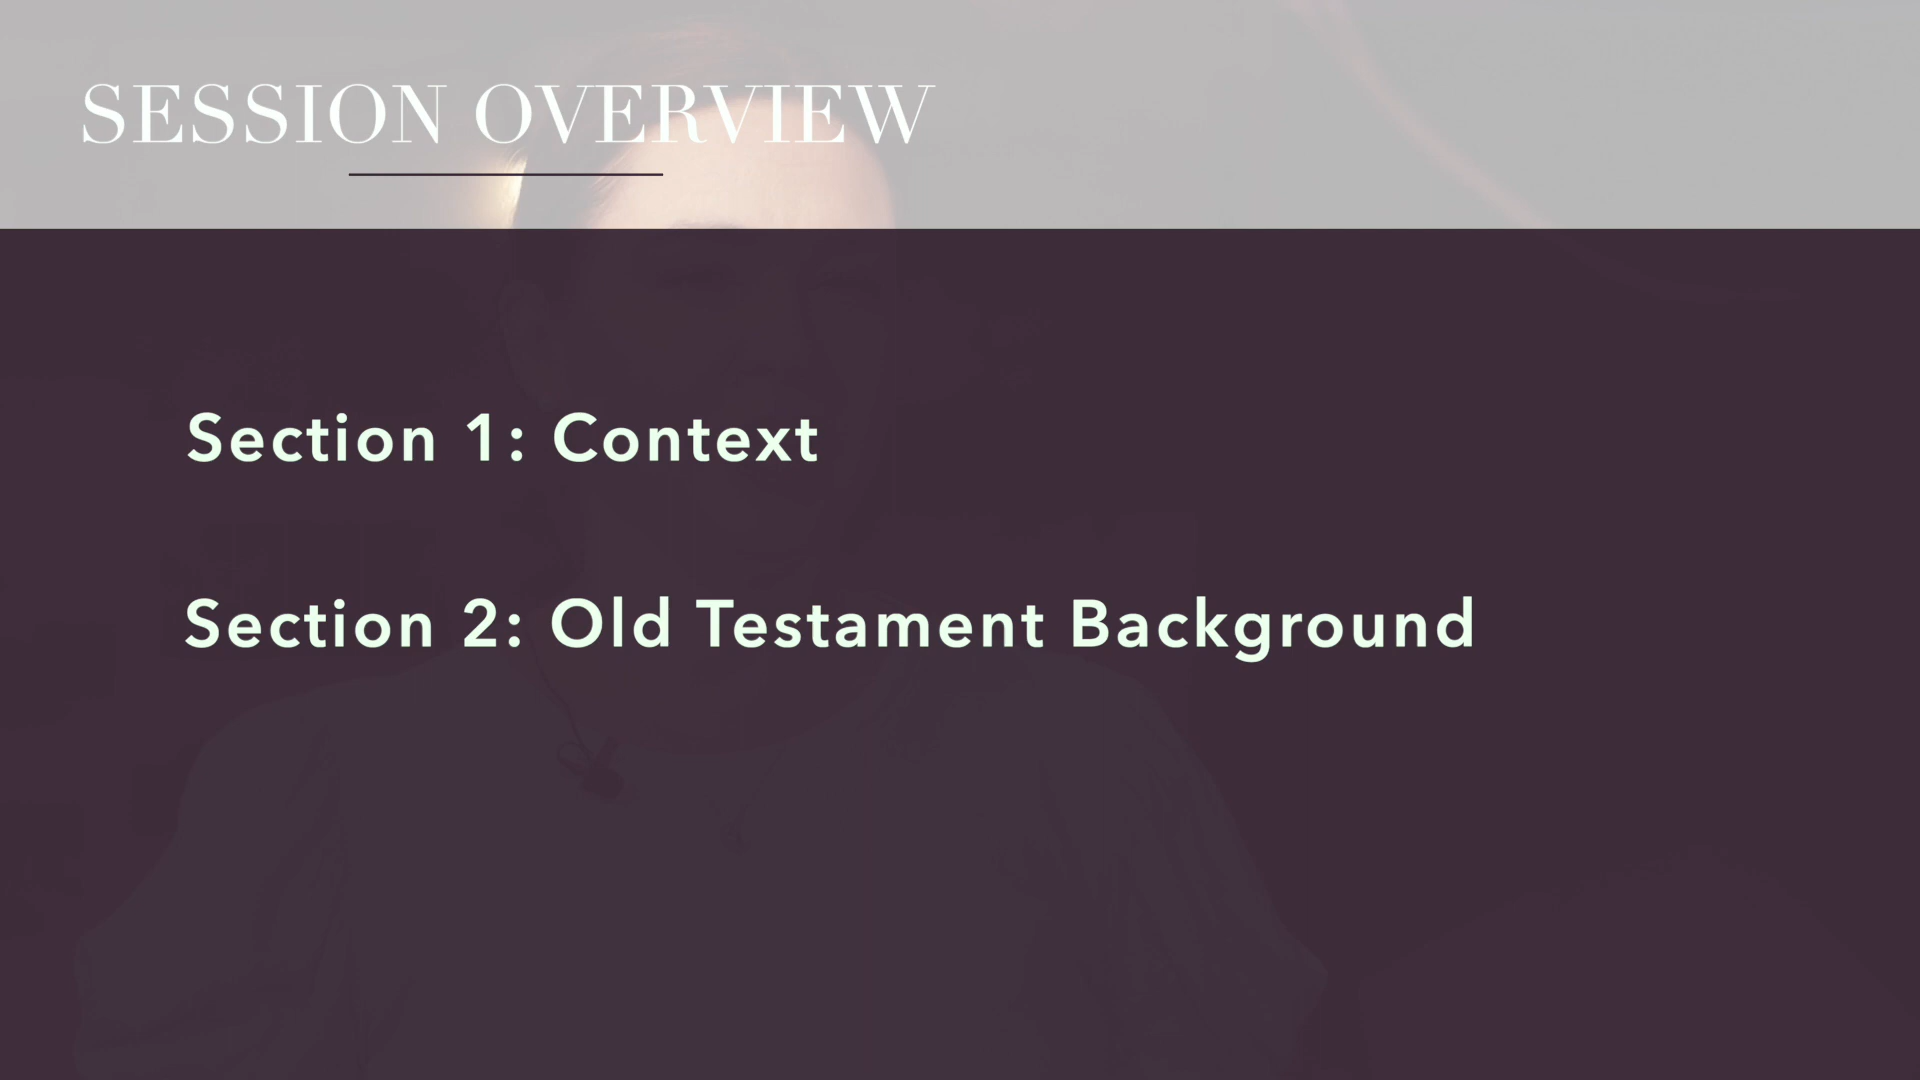 SESSION OVERVIEW
Section 1: Context
Section 2: Old Testament Background